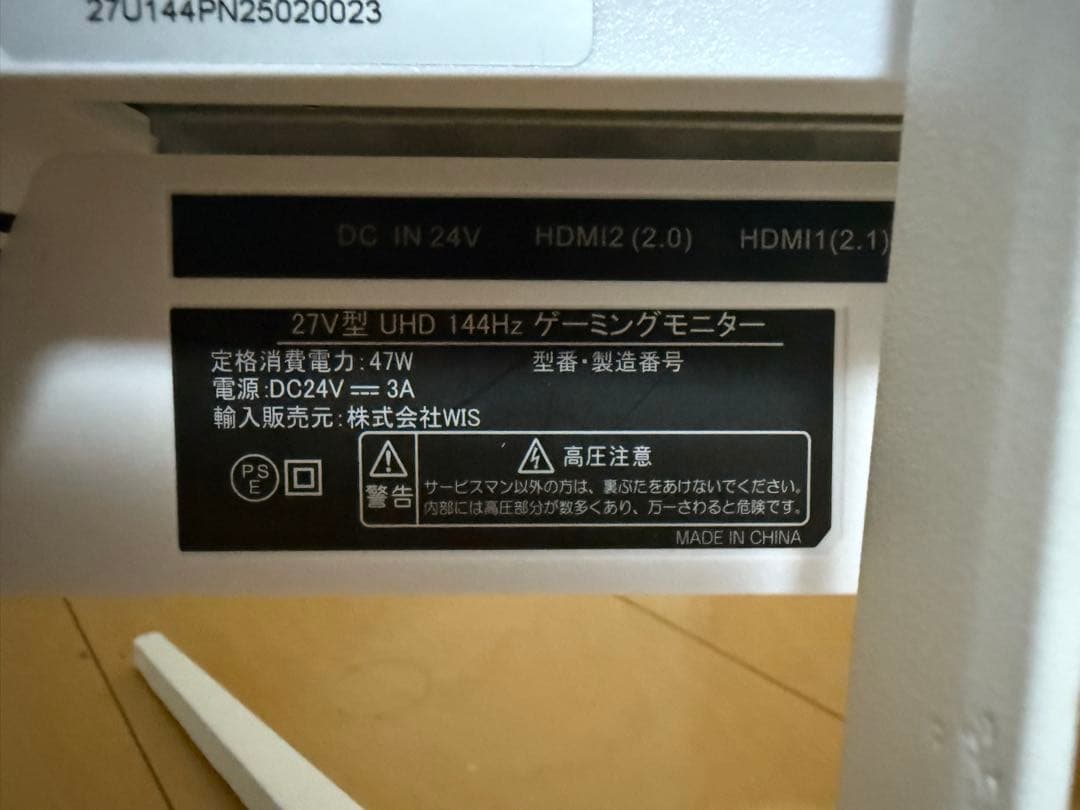 27U144PN25020023
DC IN 24V HDMI2 (2.0) HDMI1(2.1)
27V型 UHD 144Hz ゲーミングモニター
定格消費電力:47W 型番・製造番号
電源:DC24V ⎓ 3A
輸入販売元:株式会社WIS
PS
E
高圧注意
警告
サービスマン以外の方は、裏ぶたをあけないでください。
内部には高圧部分が数多くあり、万一さわると危険です。
MADE IN CHINA